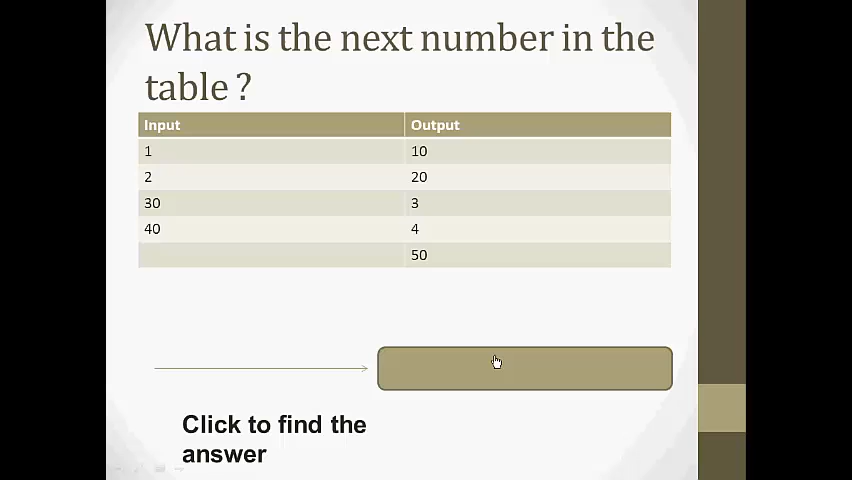 What is the next number in the
table ?
Input Output
1 10
2 20
30 3
40 4
50
Click to find the
answer